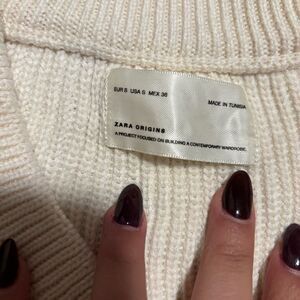 EUR S USA S MEX 36
MADE IN TUNISIA
ZARA ORIGINS
A PROJECT FOCUSED ON BUILDING A CONTEMPORARY WARDROBE.